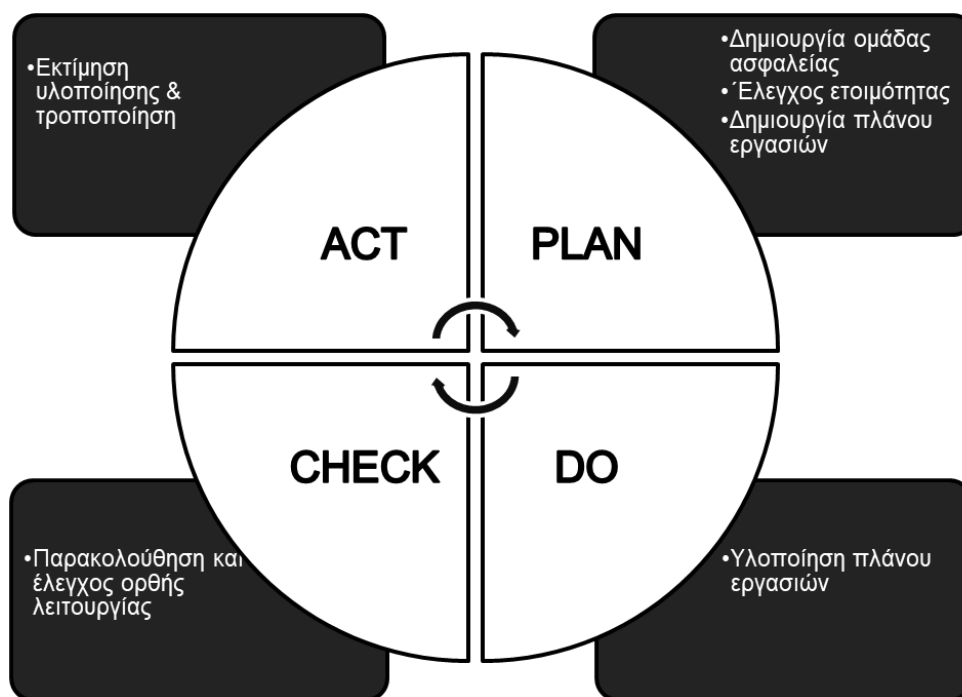 •Εκτίμηση
υλοποίησης &
τροποποίηση
•Δημιουργία ομάδας
ασφαλείας
•Έλεγχος ετοιμότητας
•Δημιουργία πλάνου
εργασιών
ACT
PLAN
CHECK
DO
•Παρακολούθηση και
έλεγχος ορθής
λειτουργίας
•Υλοποίηση πλάνου
εργασιών